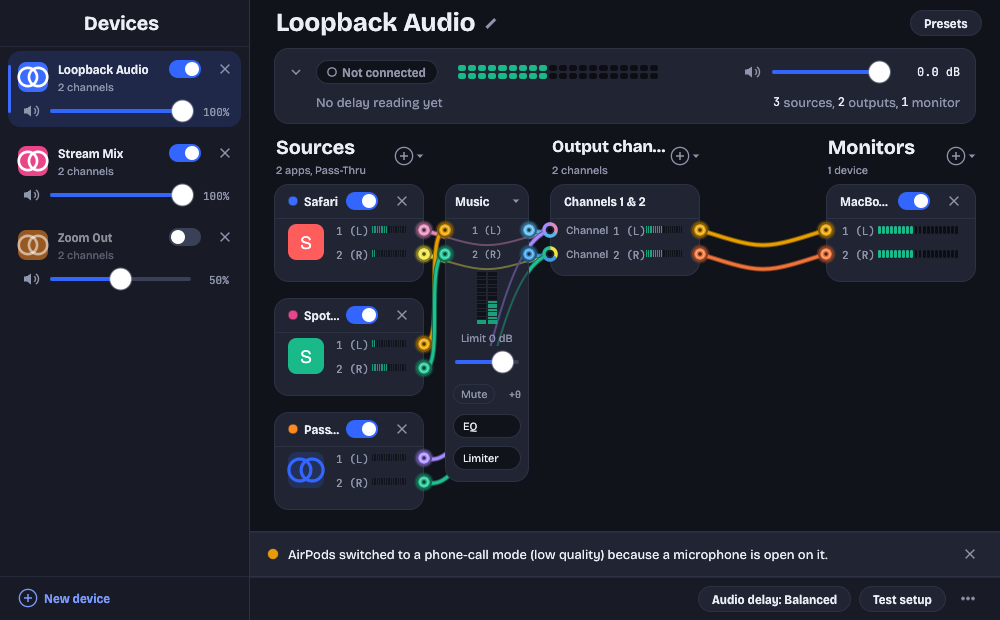 Devices
Loopback Audio
2 channels
100%
Stream Mix
2 channels
100%
Zoom Out
2 channels
50%
New device
Loopback Audio
Presets
Not connected
0.0 dB
No delay reading yet
3 sources, 2 outputs, 1 monitor
Sources
2 apps, Pass-Thru
Safari
S
1 (L)
2 (R)
Spot...
S
1 (L)
2 (R)
Pass...
1 (L)
2 (R)
Music
1 (L)
2 (R)
Limit 0 dB
Mute +0
EQ
Limiter
Output chan...
2 channels
Channels 1 & 2
Channel 1 (L)
Channel 2 (R)
Monitors
1 device
MacBo...
1 (L)
2 (R)
AirPods switched to a phone-call mode (low quality) because a microphone is open on it.
Audio delay: Balanced
Test setup